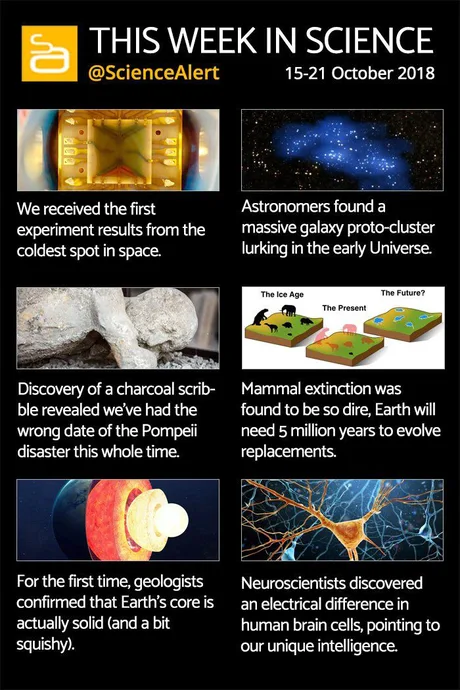 sa
THIS WEEK IN SCIENCE
@ScienceAlert
15-21 October 2018
We received the first
experiment results from the
coldest spot in space.
Astronomers found a
massive galaxy proto-cluster
lurking in the early Universe.
Discovery of a charcoal scrib-
ble revealed we've had the
wrong date of the Pompeii
disaster this whole time.
The Ice Age
The Present
The Future?
Mammal extinction was
found to be so dire, Earth will
need 5 million years to evolve
replacements.
For the first time, geologists
confirmed that Earth's core is
actually solid (and a bit
squishy).
Neuroscientists discovered
an electrical difference in
human brain cells, pointing to
our unique intelligence.